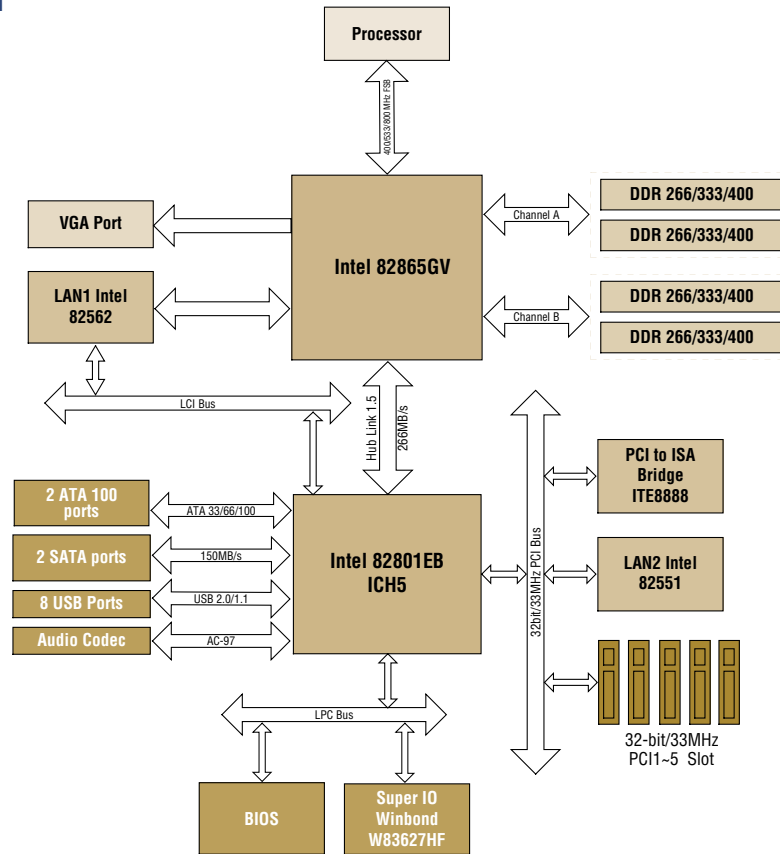 Processor
400/533/800 MHz FSB
VGA Port
LAN1 Intel
82562
Intel 82865GV
Channel A
DDR 266/333/400
DDR 266/333/400
Channel B
DDR 266/333/400
DDR 266/333/400
LCI Bus
Hub Link 1.5
266MB/s
2 ATA 100
ports
ATA 33/66/100
2 SATA ports
150MB/s
8 USB Ports
USB 2.0/1.1
Audio Codec
AC-97
Intel 82801EB
ICH5
32bit/33MHz PCI Bus
PCI to ISA
Bridge
ITE8888
LAN2 Intel
82551
32-bit/33MHz
PCI1~5 Slot
LPC Bus
BIOS
Super IO
Winbond
W83627HF